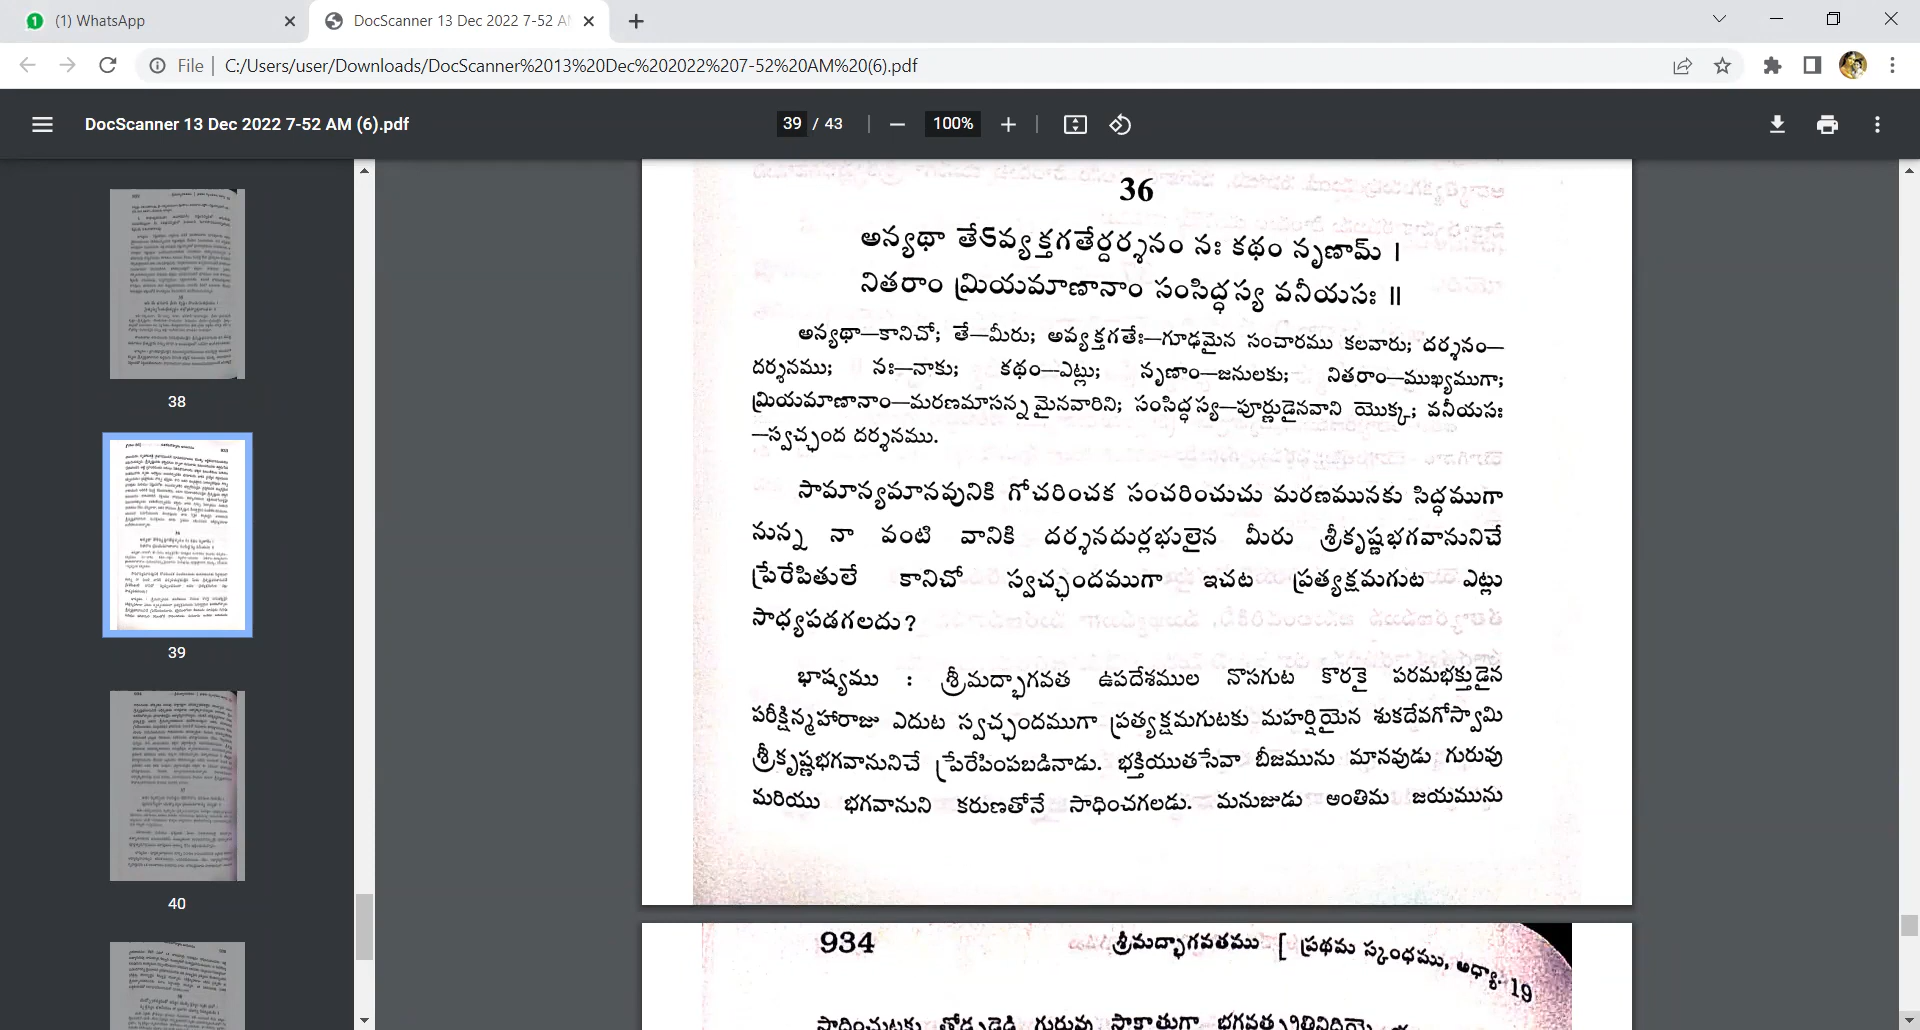 (1) WhatsApp
DocScanner 13 Dec 2022 7-52 AM
File | C:/Users/user/Downloads/DocScanner%2013%20Dec%202022%207-52%20AM%20(6).pdf
DocScanner 13 Dec 2022 7-52 AM (6).pdf
39 / 43
100%
38
39
40
36
అన్యథా తేఽవ్యక్తగతేర్దర్శనం నః కథం నృణామ్ ।
నితరాం మ్రియమాణానాం సంసిద్ధస్య వనీయసః ॥
అన్యథా—కానిచో; తే—మీరు; అవ్యక్తగతేః—గూఢమైన సంచారము కలవారు; దర్శనం—
దర్శనము; నః—నాకు; కథం—ఎట్లు; నృణాం—జనులకు; నితరాం—ముఖ్యముగా;
మ్రియమాణానాం—మరణమాసన్నమైనవారిని; సంసిద్ధస్య—పూర్ణుడైనవాని యొక్క; వనీయసః
—స్వచ్ఛంద దర్శనము.
సామాన్యమానవునికి గోచరించక సంచరించుచు మరణమునకు సిద్ధముగా
నున్న నా వంటి వానికి దర్శనదుర్లభులైన మీరు శ్రీకృష్ణభగవానునిచే
ప్రేరేపితులే కానిచో స్వచ్ఛందముగా ఇచట ప్రత్యక్షమగుట ఎట్లు
సాధ్యపడగలదు?
భాష్యము : శ్రీమద్భాగవత ఉపదేశముల నొసగుట కొరకై పరమభక్తుడైన
పరీక్షిన్మహారాజు ఎదుట స్వచ్ఛందముగా ప్రత్యక్షమగుటకు మహర్షియైన శుకదేవగోస్వామి
శ్రీకృష్ణభగవానునిచే ప్రేరేపింపబడినాడు. భక్తియుతసేవా బీజమును మానవుడు గురువు
మరియు భగవానుని కరుణతోనే సాధించగలడు. మనుజుడు అంతిమ జయమును
934 శ్రీమద్భాగవతము [ ప్రథమ స్కంధము, అధ్యా. 19
సాధించుటకు తోడ్పడెడి గురువు సాక్షాతుగా